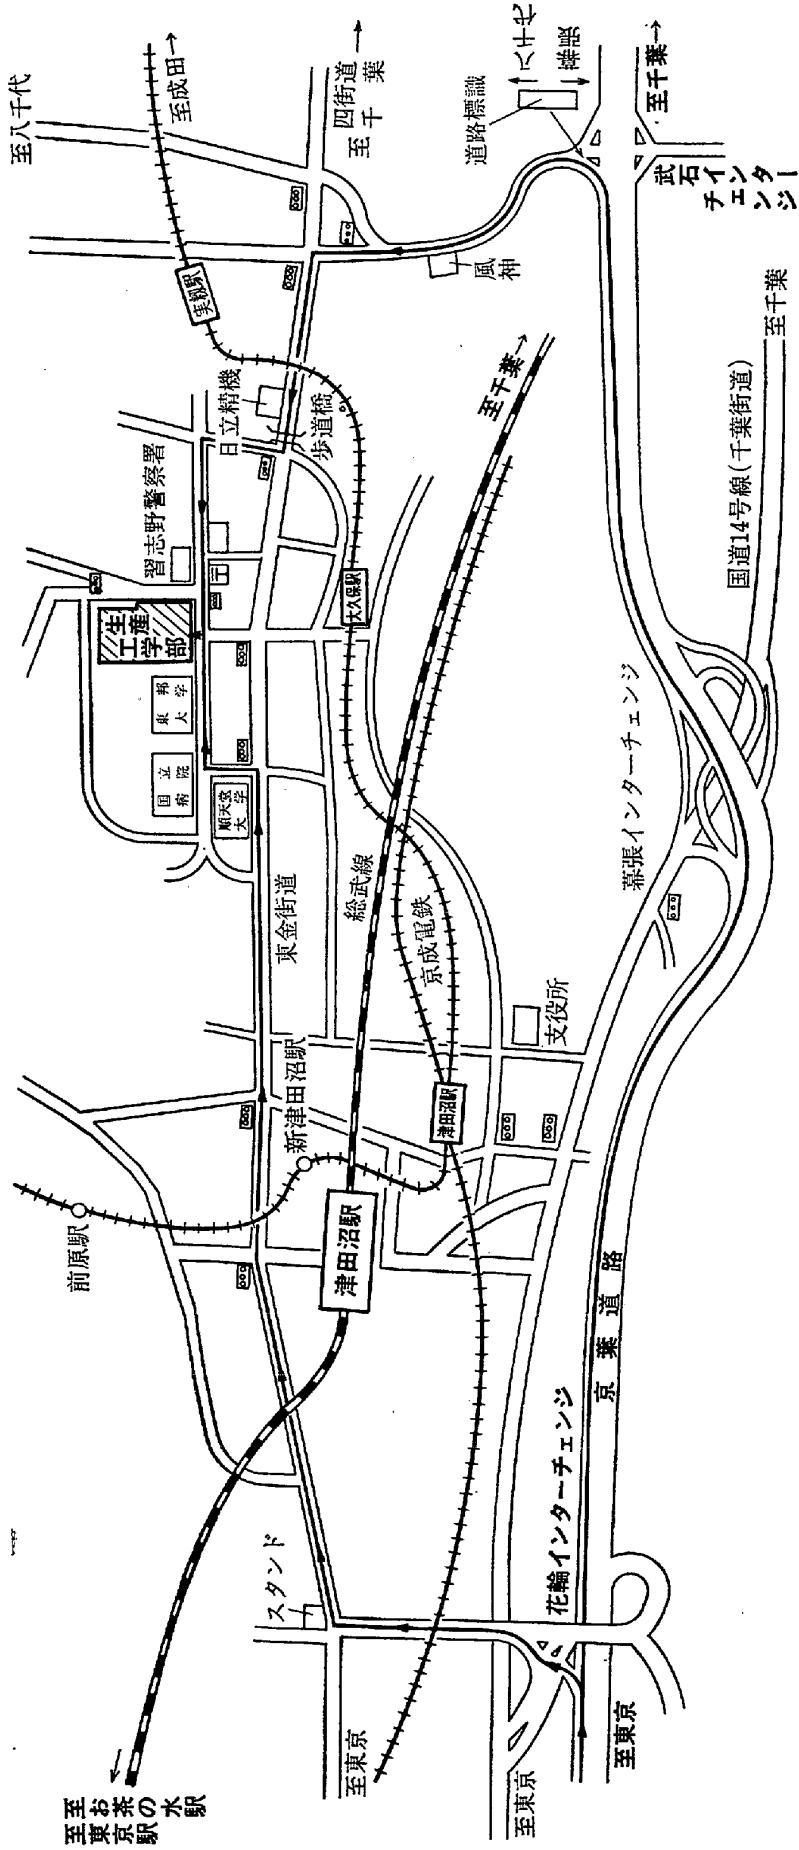 至八千代
至成田→
四街道
至千葉→
道路標識
八千代
幕張
至千葉→
武石インターチェンジ
実籾駅
風神
日立精機
歩道橋
至千葉→
至千葉
国道14号線(千葉街道)
習志野警察署
大久保駅
生産工学部
東邦大学
国立病院
順天堂大学
幕張インターチェンジ
総武線
京成電鉄
東金街道
支役所
新津田沼駅
津田沼駅
前原駅
津田沼駅
京葉道路
花輪インターチェンジ
スタンド
至東京
至東京
至東京
至お茶の水駅
至東京駅